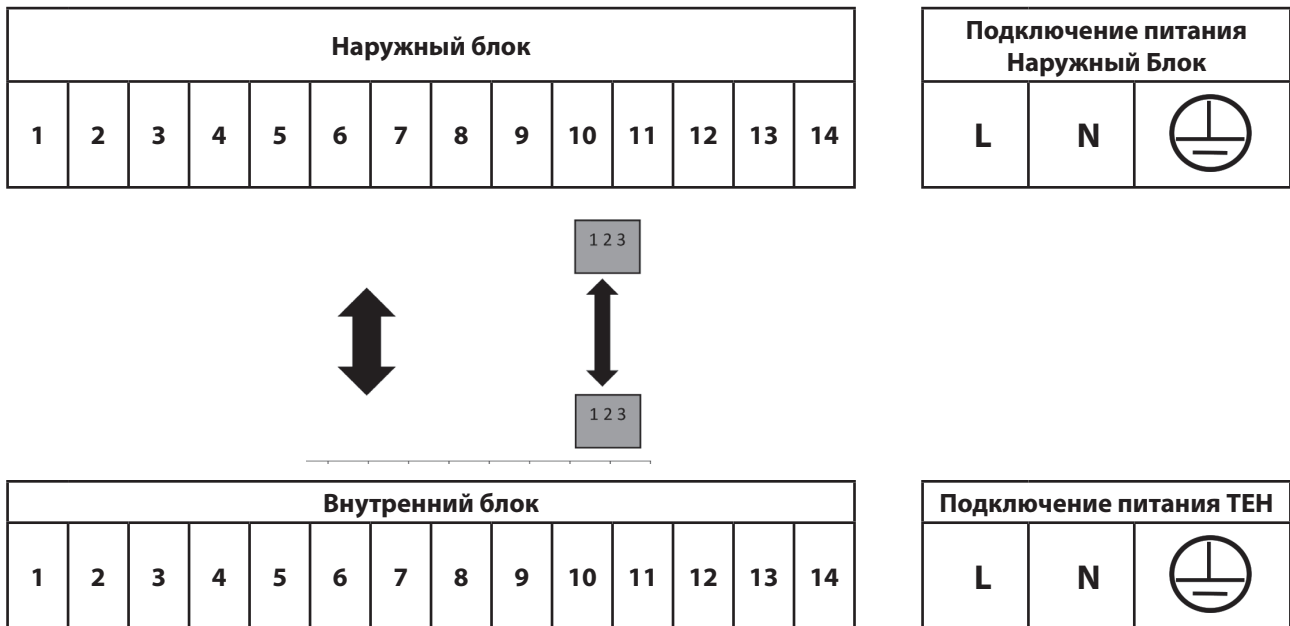 Наружный блок
1 2 3 4 5 6 7 8 9 10 11 12 13 14
Подключение питания
Наружный Блок
L N
1 2 3
1 2 3
Внутренний блок
1 2 3 4 5 6 7 8 9 10 11 12 13 14
Подключение питания ТЕН
L N